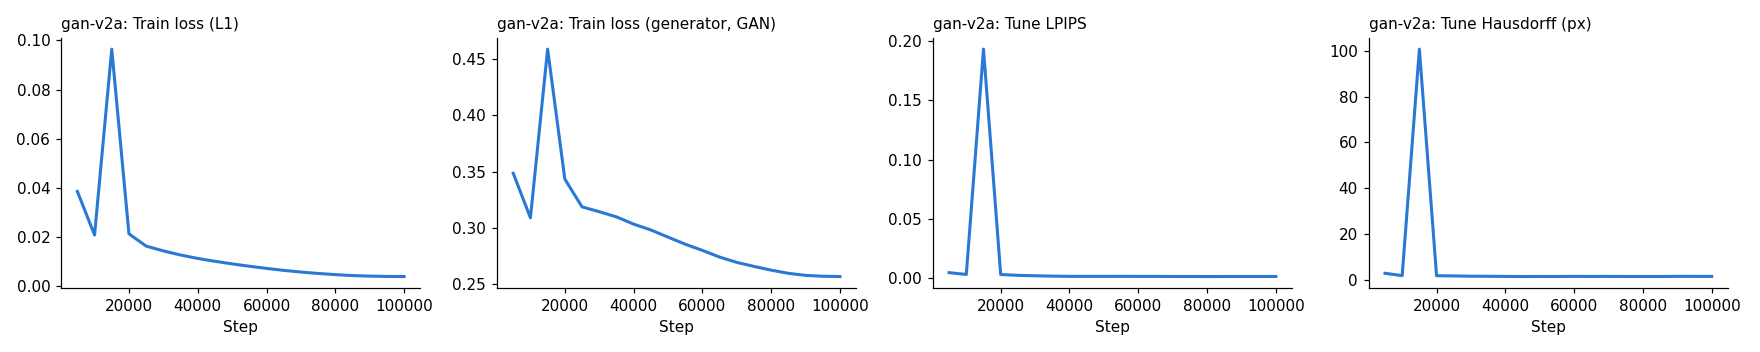 gan-v2a: Train loss (L1)
0.10
0.08
0.06
0.04
0.02
0.00
20000 40000 60000 80000 100000
Step
gan-v2a: Train loss (generator, GAN)
0.45
0.40
0.35
0.30
0.25
20000 40000 60000 80000 100000
Step
gan-v2a: Tune LPIPS
0.20
0.15
0.10
0.05
0.00
20000 40000 60000 80000 100000
Step
gan-v2a: Tune Hausdorff (px)
100
80
60
40
20
0
20000 40000 60000 80000 100000
Step